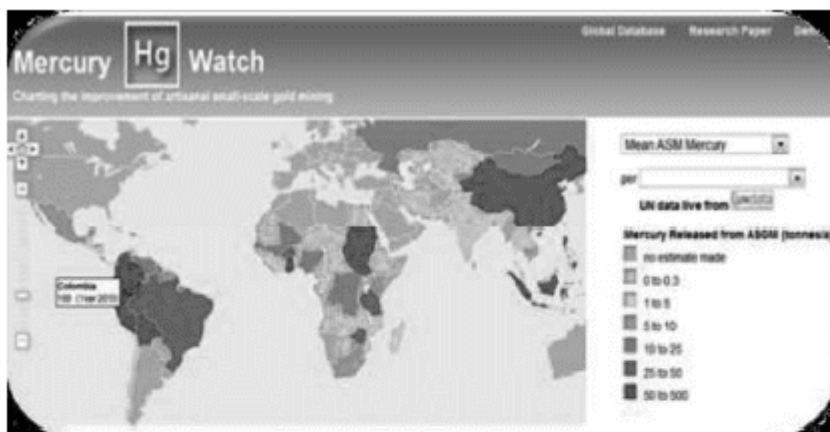 Global Database Research Paper
Mercury Hg Watch
Charting the improvement of artisanal small-scale gold mining
Mean ASM Mercury
per
UN data live from
Mercury Released from ASGM (tonnes/a)
no estimate made
Colombia
0 to 0.3
1 to 5
5 to 10
10 to 25
25 to 50
50 to 500